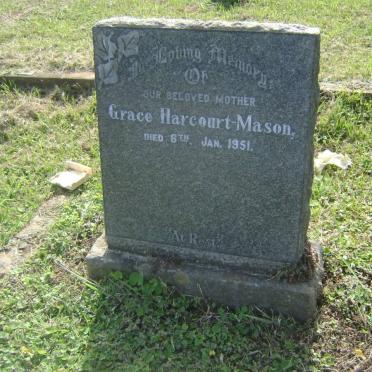 In Loving Memory
Of
OUR BELOVED MOTHER
Grace Harcourt-Mason,
DIED 6TH JAN. 1951.
At Rest